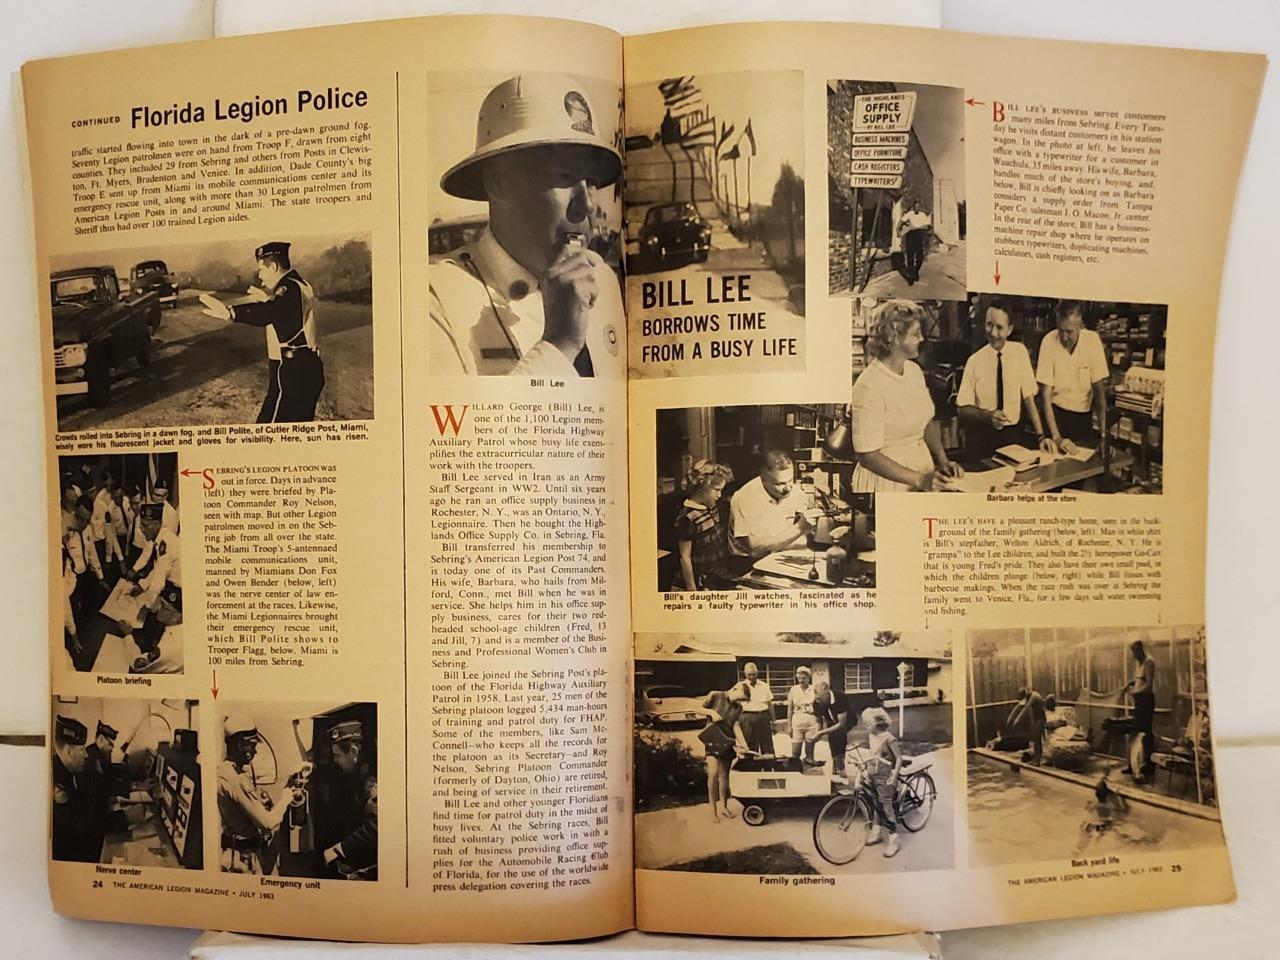 CONTINUED Florida Legion Police
traffic started flowing into town in the dark of a pre-dawn ground fog.
Seventy Legion patrolmen were on hand from Troop F, drawn from eight
counties. They included 29 from Sebring and others from Posts in Clewis-
ton, Ft. Myers, Bradenton and Venice. In addition, Dade County's big
Troop E sent up from Miami its mobile communications center and its
emergency rescue unit, along with more than 30 Legion patrolmen from
American Legion Posts in and around Miami. The state troopers and
Sheriff thus had over 100 trained Legion aides.
Crowds rolled into Sebring in a dawn fog, and Bill Polite, of Cutler Ridge Post, Miami,
wisely wore his fluorescent jacket and gloves for visibility. Here, sun has risen.
SEBRING'S LEGION PLATOON was
out in force. Days in advance
(left) they were briefed by Pla-
toon Commander Roy Nelson,
seen with map. But other Legion
patrolmen moved in on the Seb-
ring job from all over the state.
The Miami Troop's 5-antennaed
mobile communications unit,
manned by Miamians Don Fox
and Owen Bender (below, left)
was the nerve center of law en-
forcement at the races. Likewise,
the Miami Legionnaires brought
their emergency rescue unit,
which Bill Polite shows to
Trooper Flagg, below. Miami is
100 miles from Sebring.
Platoon briefing
Nerve center
Emergency unit
24 THE AMERICAN LEGION MAGAZINE • JULY 1963
Bill Lee
WILLARD George (Bill) Lee, is
one of the 1,100 Legion mem-
bers of the Florida Highway
Auxiliary Patrol whose busy life exem-
plifies the extracurricular nature of their
work with the troopers.
Bill Lee served in Iran as an Army
Staff Sergeant in WW2. Until six years
ago he ran an office supply business in
Rochester, N. Y., was an Ontario, N. Y.,
Legionnaire. Then he bought the High-
lands Office Supply Co. in Sebring, Fla.
Bill transferred his membership to
Sebring's American Legion Post 74, and
is today one of its Past Commanders.
His wife, Barbara, who hails from Mil-
ford, Conn., met Bill when he was in
service. She helps him in his office sup-
ply business, cares for their two red-
headed school-age children (Fred, 13
and Jill, 7) and is a member of the Busi-
ness and Professional Women's Club in
Sebring.
Bill Lee joined the Sebring Post's pla-
toon of the Florida Highway Auxiliary
Patrol in 1958. Last year, 25 men of the
Sebring platoon logged 5,434 man-hours
of training and patrol duty for FHAP.
Some of the members, like Sam Mc-
Connell—who keeps all the records for
the platoon as its Secretary—and Roy
Nelson, Sebring Platoon Commander
(formerly of Dayton, Ohio) are retired,
and being of service in their retirement.
Bill Lee and other younger Floridians
find time for patrol duty in the midst of
busy lives. At the Sebring races, Bill
fitted voluntary police work in with a
rush of business providing office sup-
plies for the Automobile Racing Club
of Florida, for the use of the worldwide
press delegation covering the races.
BILL LEE
BORROWS TIME
FROM A BUSY LIFE
THE HIGHLANDS
OFFICE
SUPPLY
BY BILL LEE
BUSINESS MACHINES
OFFICE FURNITURE
CASH REGISTERS
TYPEWRITERS
BILL LEE'S BUSINESS serves customers
many miles from Sebring. Every Tues-
day he visits distant customers in his station
wagon. In the photo at left, he leaves his
office with a typewriter for a customer in
Wauchula, 35 miles away. His wife, Barbara,
handles much of the store's buying, and,
below, Bill is chiefly looking on as Barbara
considers a supply order from Tampa
Paper Co. salesman J. O. Macon, Jr. center.
In the rear of the store, Bill has a business-
machine repair shop where he operates on
stubborn typewriters, duplicating machines,
calculators, cash registers, etc.
Barbara helps at the store
Bill's daughter Jill watches, fascinated as he
repairs a faulty typewriter in his office shop.
THE LEE'S HAVE a pleasant ranch-type home, seen in the back-
ground of the family gathering (below, left). Man in white shirt
is Bill's stepfather, Welton Aldrich, of Rochester, N. Y. He is
"grampa" to the Lee children, and built the 2½ horsepower Go-Cart
that is young Fred's pride. They also have their own small pool, in
which the children plunge (below, right) while Bill fusses with
barbecue makings. When the race rush was over at Sebring the
family went to Venice, Fla., for a few days salt water swimming
and fishing.
Family gathering
Back yard life
THE AMERICAN LEGION MAGAZINE • JULY 1963 25